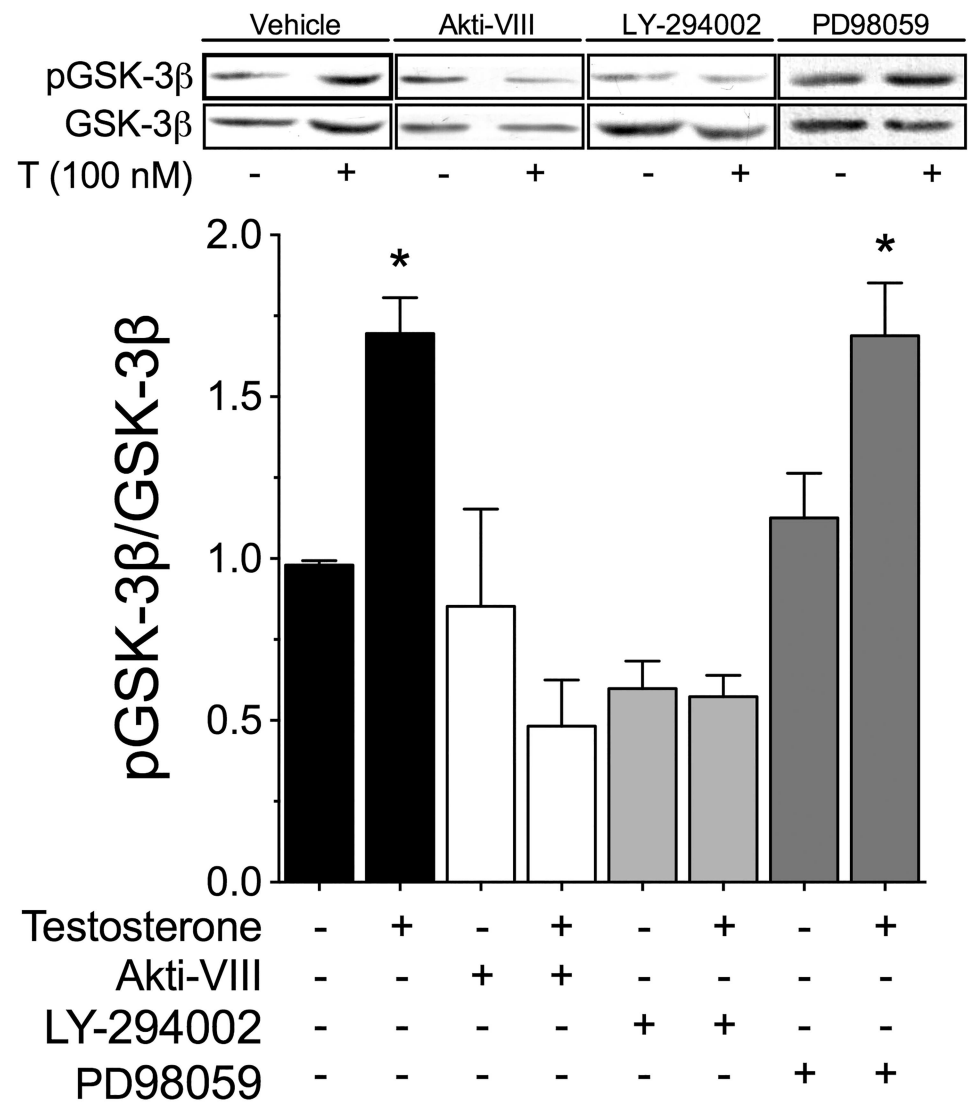 Vehicle Akti-VIII LY-294002 PD98059
pGSK-3β
GSK-3β
T (100 nM) - + - + - + - +
* *
2.0
1.5
1.0
0.5
0.0
pGSK-3β/GSK-3β
Testosterone - + - + - + - +
Akti-VIII - - + + - - - -
LY-294002 - - - - + + - -
PD98059 - - - - - - + +